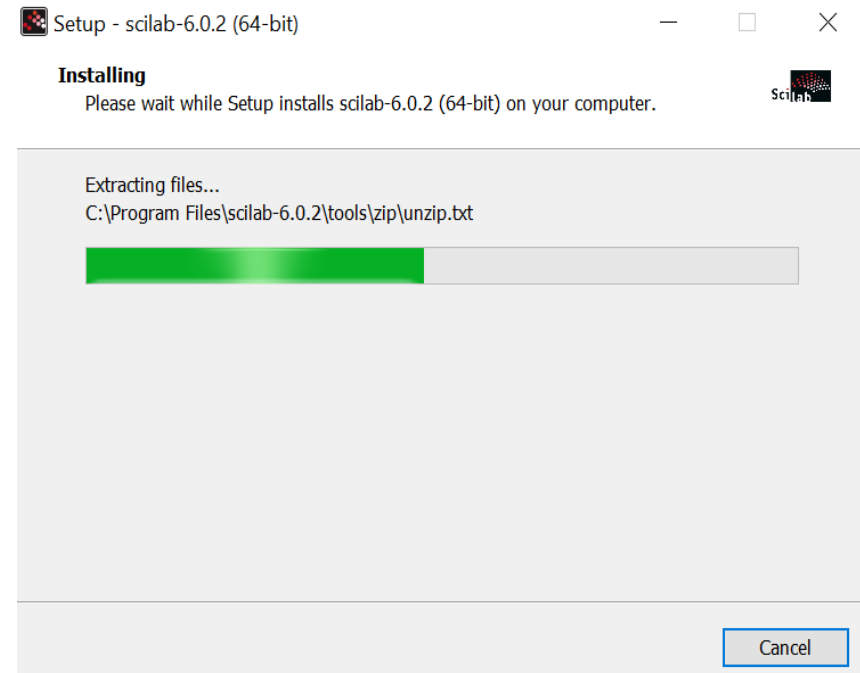 Setup - scilab-6.0.2 (64-bit)
Installing
Please wait while Setup installs scilab-6.0.2 (64-bit) on your computer.
Scilab
Extracting files...
C:\Program Files\scilab-6.0.2\tools\zip\unzip.txt
Cancel